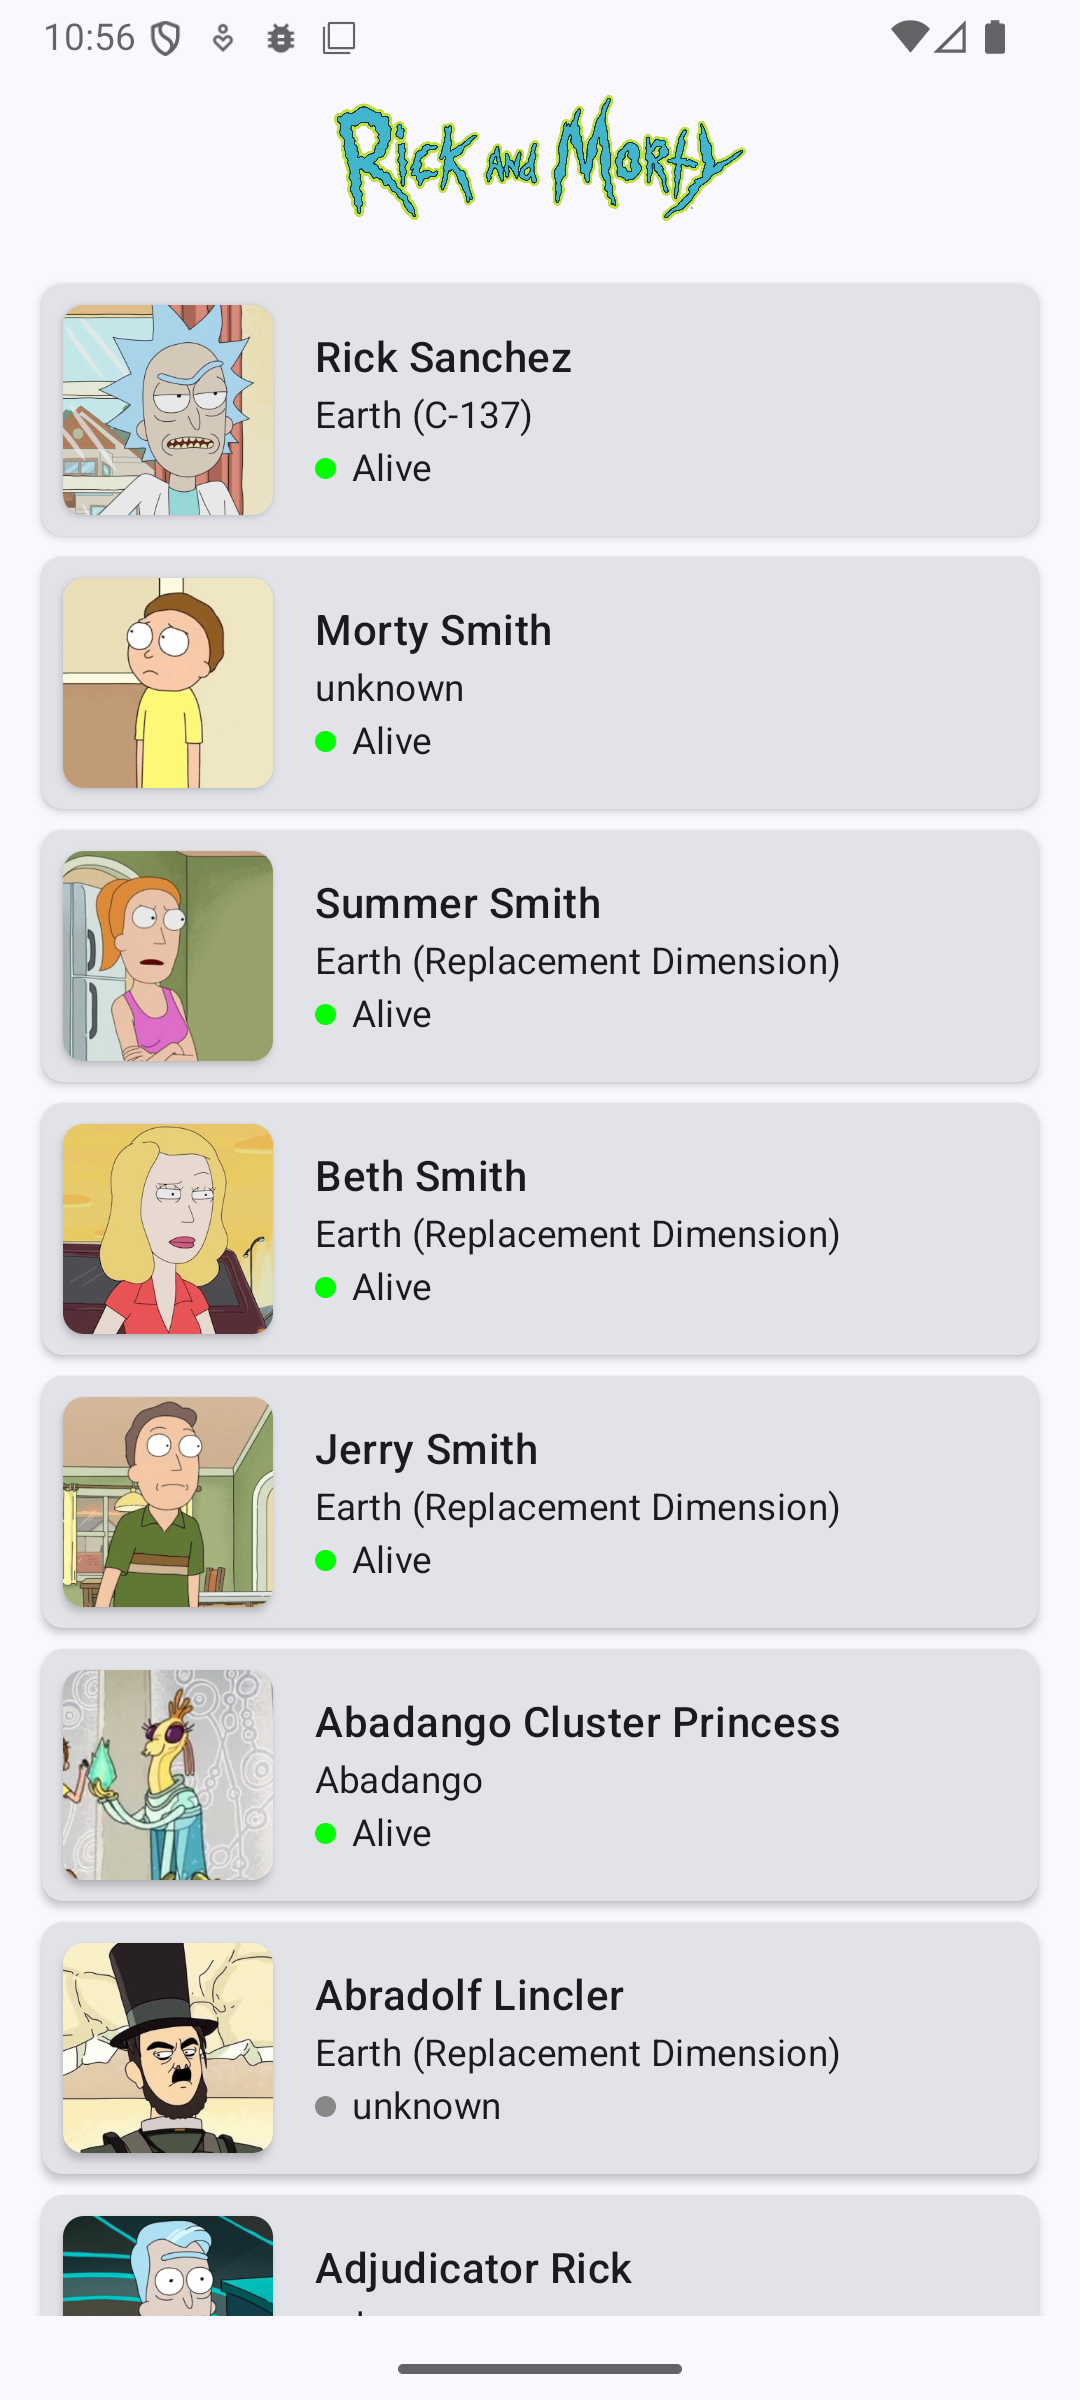 10:56
Rick and Morty
Rick Sanchez
Earth (C-137)
Alive
Morty Smith
unknown
Alive
Summer Smith
Earth (Replacement Dimension)
Alive
Beth Smith
Earth (Replacement Dimension)
Alive
Jerry Smith
Earth (Replacement Dimension)
Alive
Abadango Cluster Princess
Abadango
Alive
Abradolf Lincler
Earth (Replacement Dimension)
unknown
Adjudicator Rick